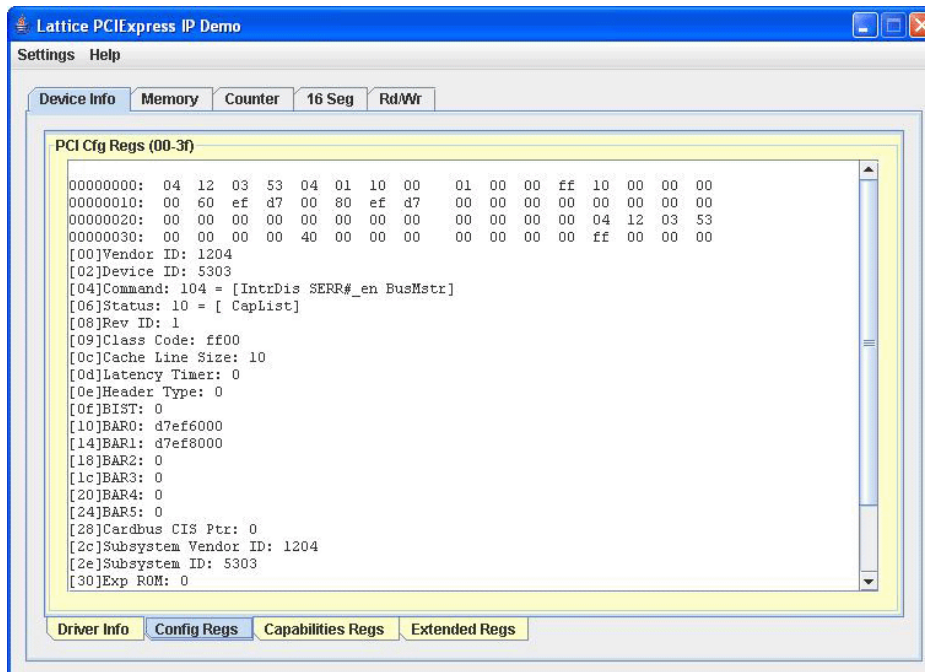 Lattice PCIExpress IP Demo
Settings Help
Device Info Memory Counter 16 Seg Rd/Wr
PCI Cfg Regs (00-3f)
00000000: 04 12 03 53 04 01 10 00 01 00 00 ff 10 00 00 00
00000010: 00 60 ef d7 00 80 ef d7 00 00 00 00 00 00 00 00
00000020: 00 00 00 00 00 00 00 00 00 00 00 00 04 12 03 53
00000030: 00 00 00 00 40 00 00 00 00 00 00 00 ff 00 00 00
[00]Vendor ID: 1204
[02]Device ID: 5303
[04]Command: 104 = [IntrDis SERR#_en BusMstr]
[06]Status: 10 = [ CapList]
[08]Rev ID: 1
[09]Class Code: ff00
[0c]Cache Line Size: 10
[0d]Latency Timer: 0
[0e]Header Type: 0
[0f]BIST: 0
[10]BAR0: d7ef6000
[14]BAR1: d7ef8000
[18]BAR2: 0
[1c]BAR3: 0
[20]BAR4: 0
[24]BAR5: 0
[28]Cardbus CIS Ptr: 0
[2c]Subsystem Vendor ID: 1204
[2e]Subsystem ID: 5303
[30]Exp ROM: 0
Driver Info Config Regs Capabilities Regs Extended Regs